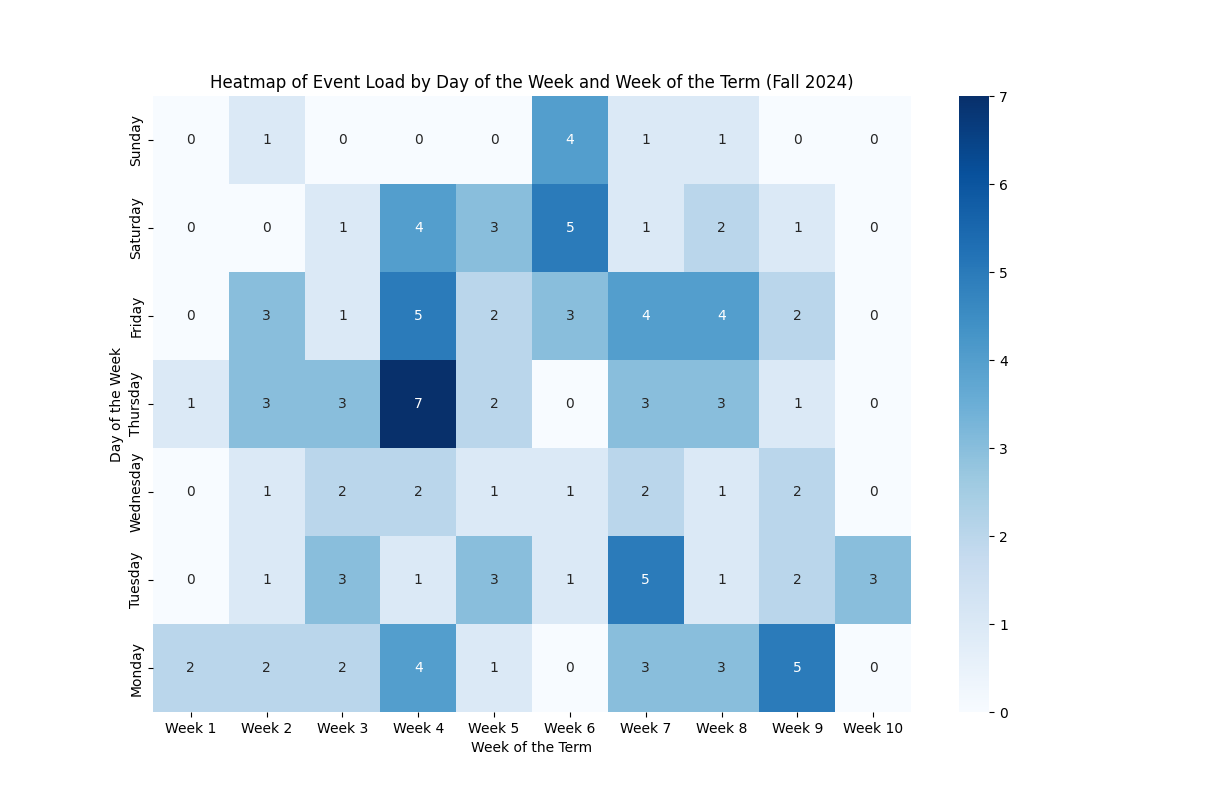 Heatmap of Event Load by Day of the Week and Week of the Term (Fall 2024)
Day of the Week
Sunday 0 1 0 0 0 4 1 1 0 0
Saturday 0 0 1 4 3 5 1 2 1 0
Friday 0 3 1 5 2 3 4 4 2 0
Thursday 1 3 3 7 2 0 3 3 1 0
Wednesday 0 1 2 2 1 1 2 1 2 0
Tuesday 0 1 3 1 3 1 5 1 2 3
Monday 2 2 2 4 1 0 3 3 5 0
Week 1 Week 2 Week 3 Week 4 Week 5 Week 6 Week 7 Week 8 Week 9 Week 10
Week of the Term
7
6
5
4
3
2
1
0